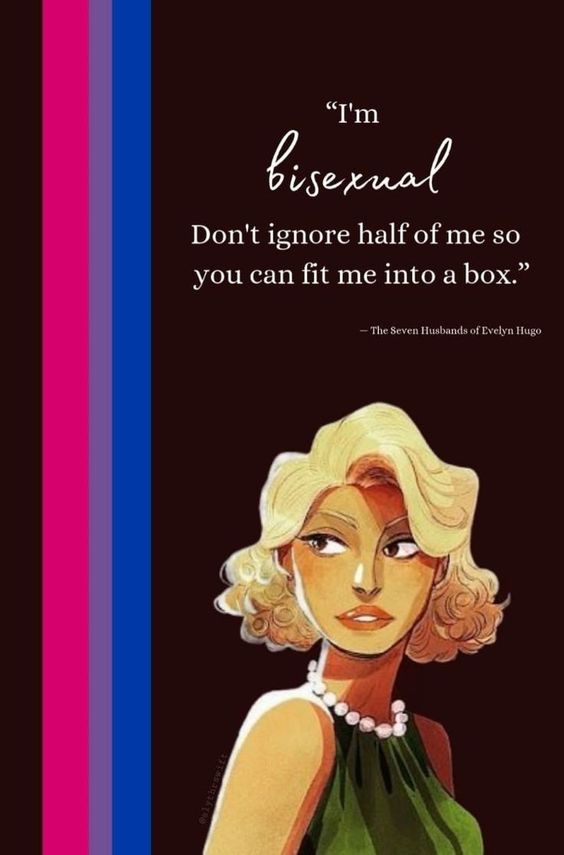 “I'm
bisexual
Don't ignore half of me so
you can fit me into a box.”
— The Seven Husbands of Evelyn Hugo
@slytherswift